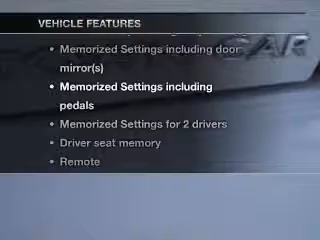 VEHICLE FEATURES
• Memorized Settings including door
mirror(s)
• Memorized Settings including
pedals
• Memorized Settings for 2 drivers
• Driver seat memory
• Remote
CAR